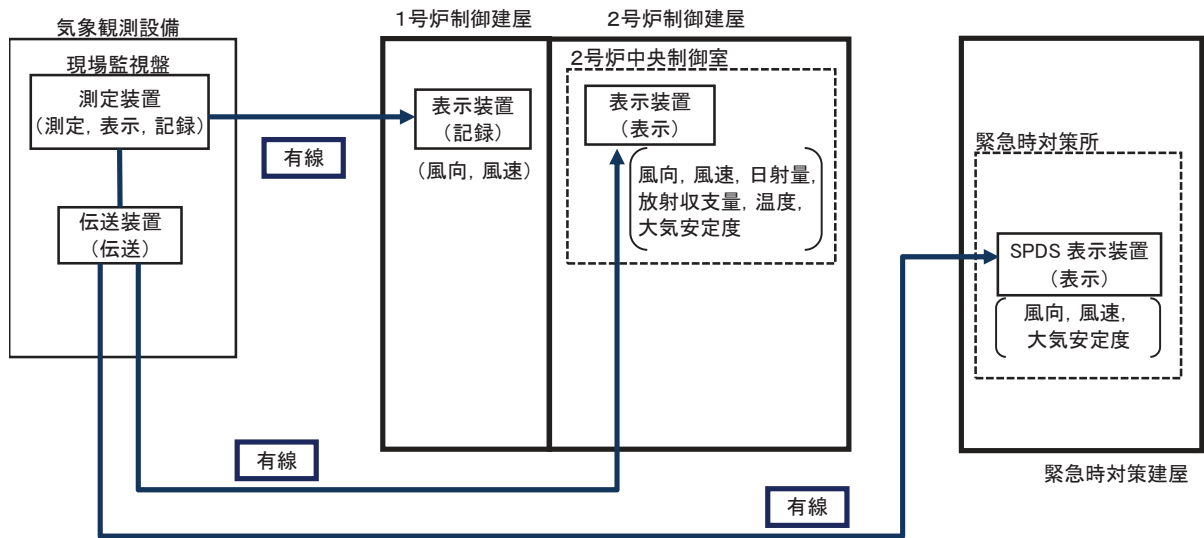 気象観測設備
現場監視盤
測定装置
(測定, 表示, 記録)
伝送装置
(伝送)
有線
1号炉制御建屋
表示装置
(記録)
(風向, 風速)
2号炉制御建屋
2号炉中央制御室
表示装置
(表示)
風向, 風速, 日射量,
放射収支量, 温度,
大気安定度
緊急時対策所
SPDS 表示装置
(表示)
風向, 風速,
大気安定度
有線
有線
緊急時対策建屋